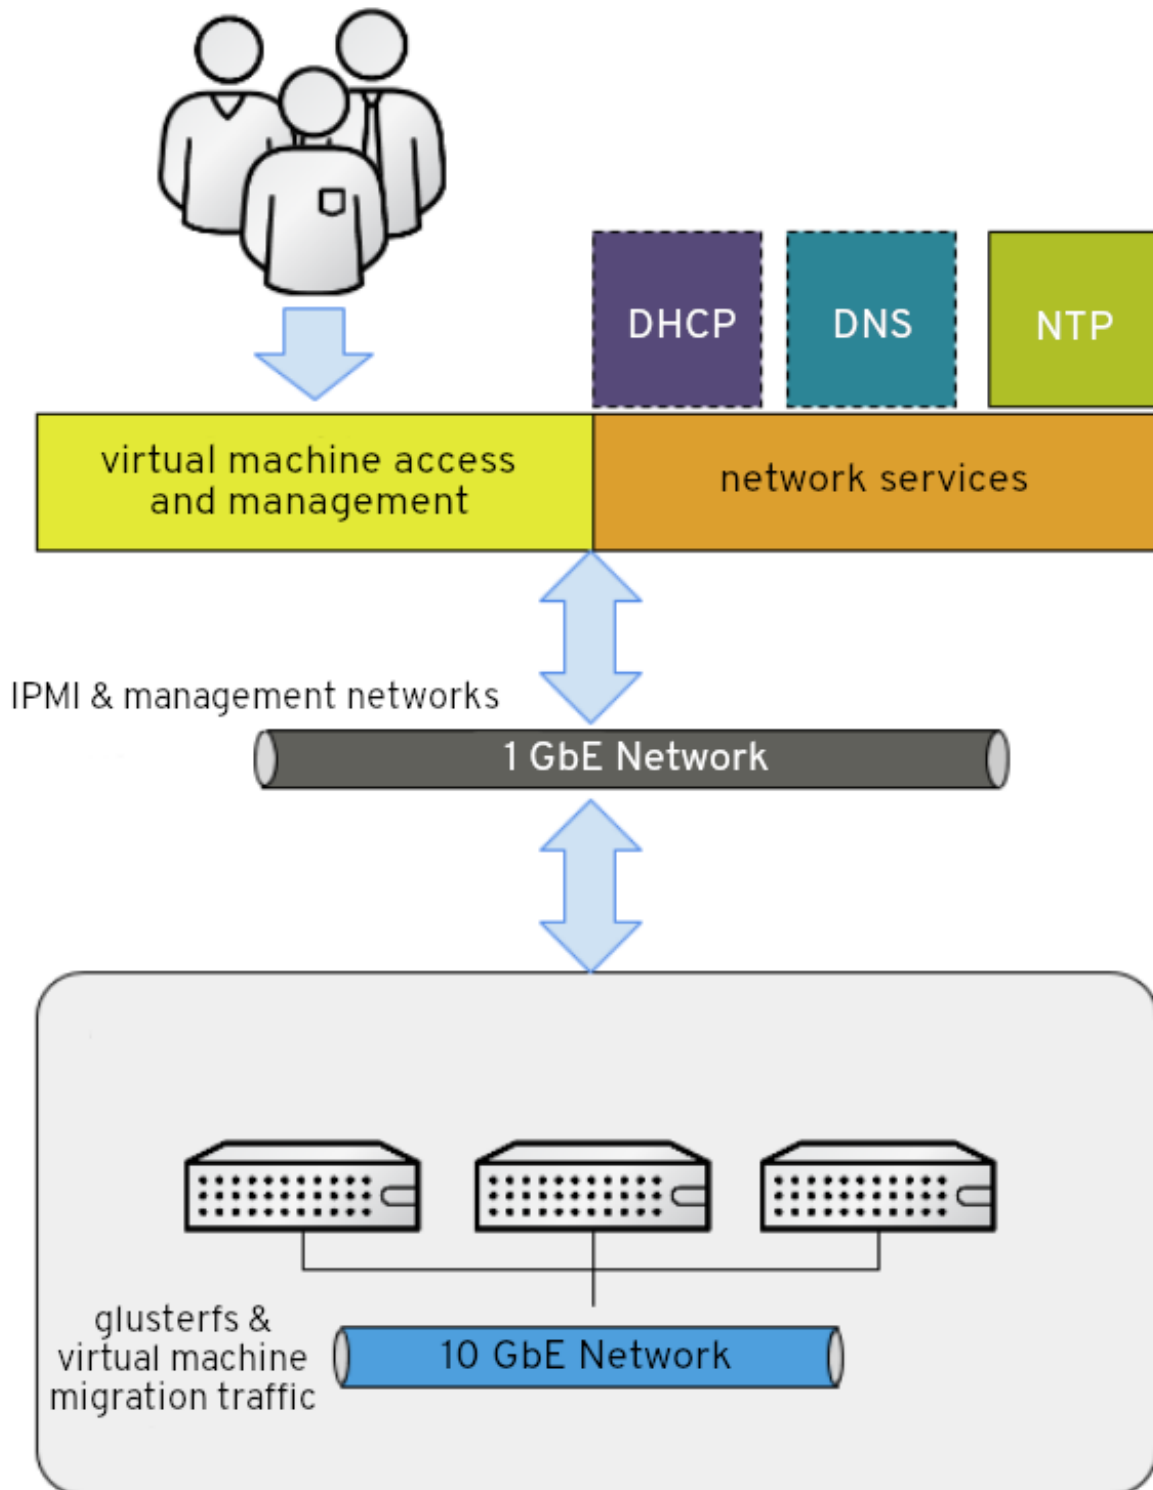 DHCP
DNS
NTP
virtual machine access
and management
network services
IPMI & management networks
1 GbE Network
glusterfs &
virtual machine
migration traffic
10 GbE Network